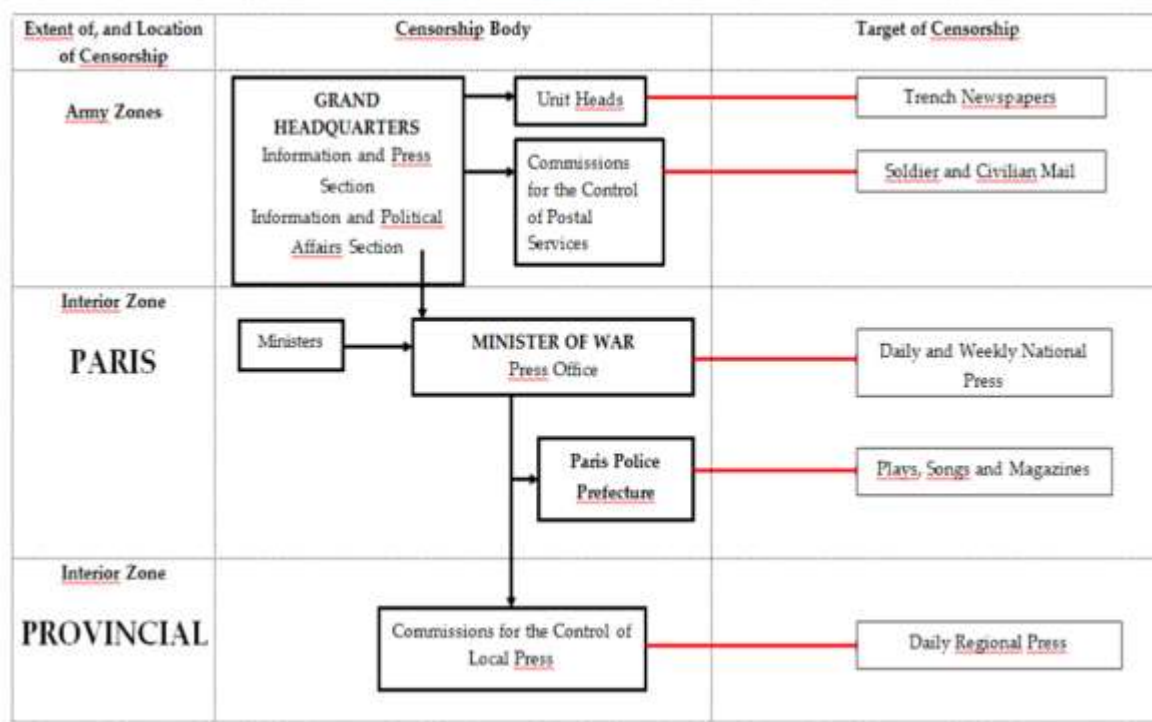 Extent of, and Location
of Censorship
Censorship Body
Target of Censorship
Army Zones
GRAND
HEADQUARTERS
Information and Press
Section
Information and Political
Affairs Section
Unit Heads
Trench Newspapers
Commissions
for the Control
of Postal
Services
Soldier and Civilian Mail
Interior Zone
PARIS
Ministers
MINISTER OF WAR
Press Office
Daily and Weekly National
Press
Paris Police
Prefecture
Plays, Songs and Magazines
Interior Zone
PROVINCIAL
Commissions for the Control of
Local Press
Daily Regional Press